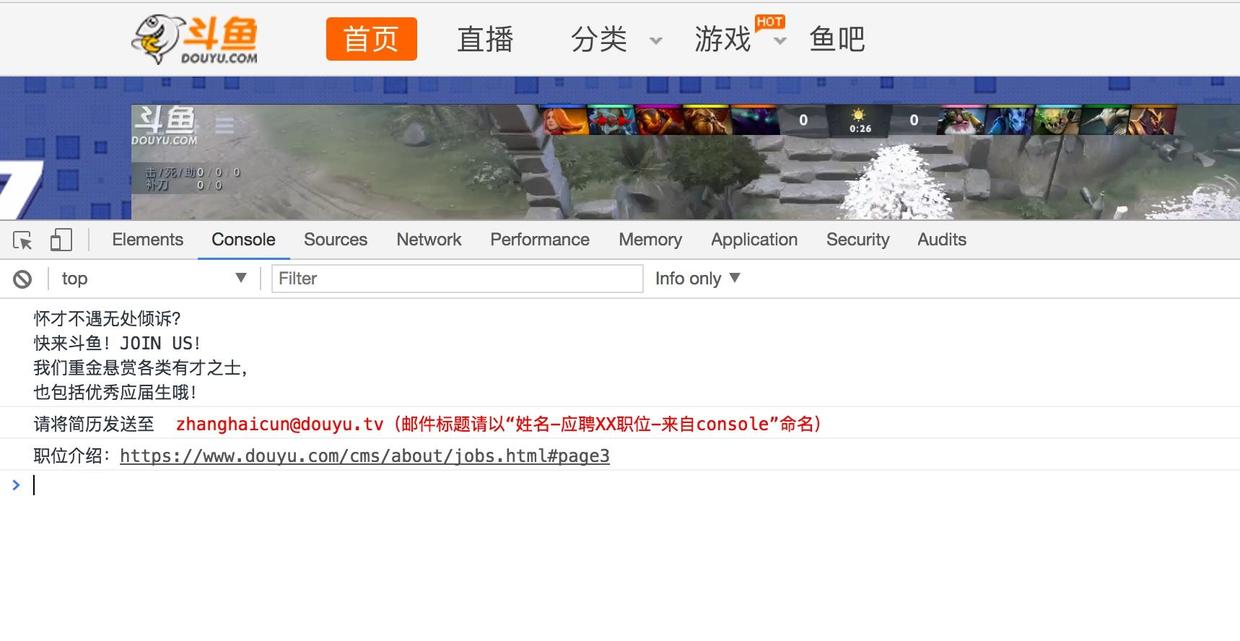 斗鱼
DOUYU.COM
首页 直播 分类 游戏 HOT 鱼吧
斗鱼
DOUYU.COM
0 0:26 0
击/死/助 0 / 0 / 0
补刀 0 / 0
7
Elements Console Sources Network Performance Memory Application Security Audits
top ▼ Filter Info only ▼
怀才不遇无处倾诉？
快来斗鱼！JOIN US！
我们重金悬赏各类有才之士，
也包括优秀应届生哦！
请将简历发送至 zhanghaicun@douyu.tv（邮件标题请以“姓名-应聘XX职位-来自console”命名）
职位介绍：https://www.douyu.com/cms/about/jobs.html#page3
>